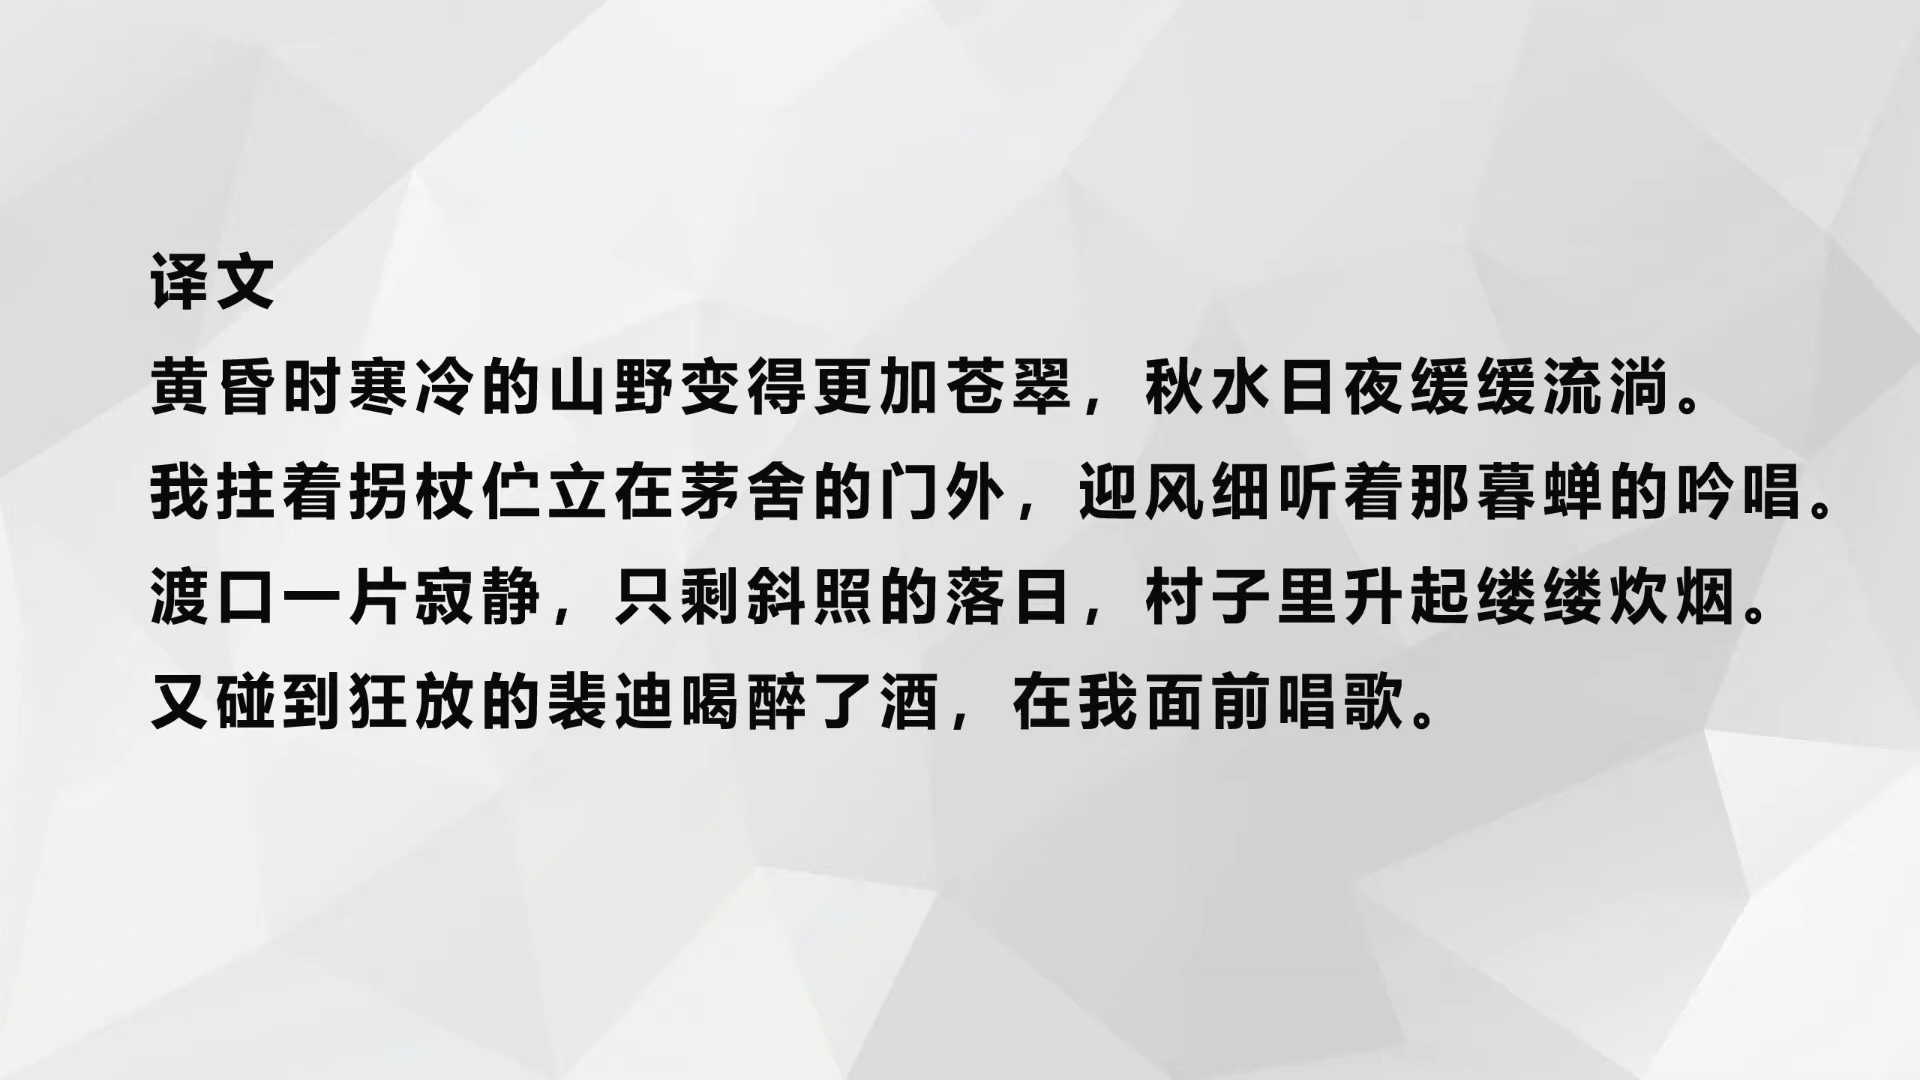 译文
黄昏时寒冷的山野变得更加苍翠，秋水日夜缓缓流淌。
我拄着拐杖伫立在茅舍的门外，迎风细听着那暮蝉的吟唱。
渡口一片寂静，只剩斜照的落日，村子里升起缕缕炊烟。
又碰到狂放的裴迪喝醉了酒，在我面前唱歌。